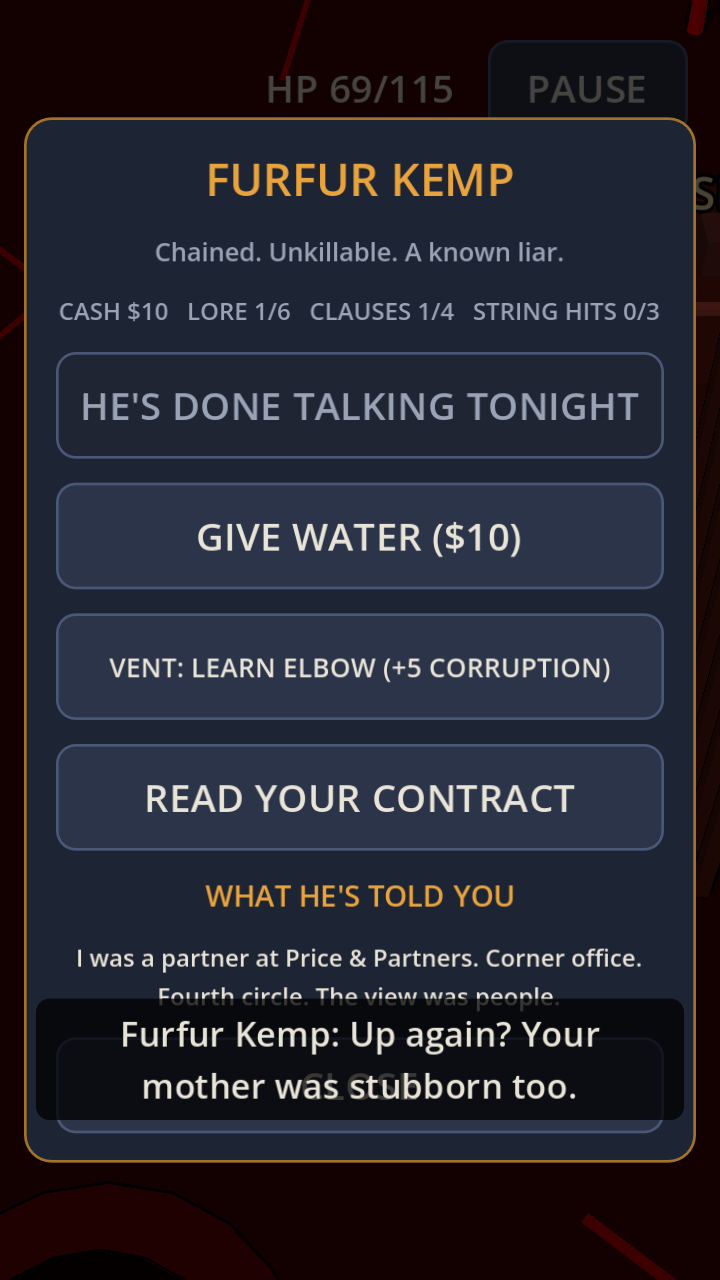 HP 69/115
PAUSE
S
FURFUR KEMP
Chained. Unkillable. A known liar.
CASH $10 LORE 1/6 CLAUSES 1/4 STRING HITS 0/3
HE'S DONE TALKING TONIGHT
GIVE WATER ($10)
VENT: LEARN ELBOW (+5 CORRUPTION)
READ YOUR CONTRACT
WHAT HE'S TOLD YOU
I was a partner at Price & Partners. Corner office.
Fourth circle. The view was people.
Furfur Kemp: Up again? Your
mother was stubborn too.
CLOSE